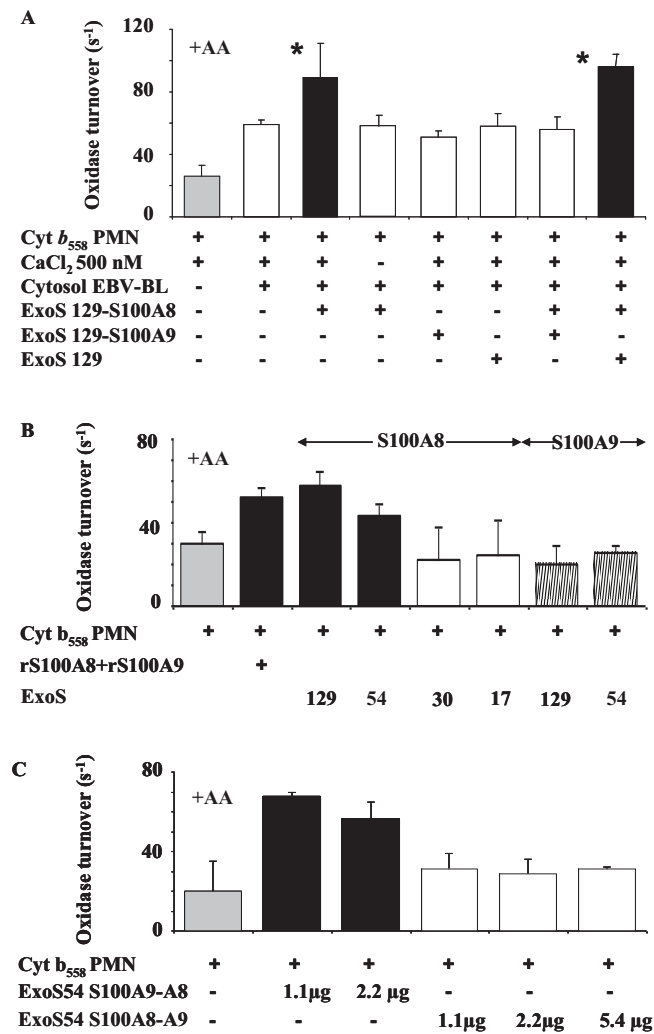 A
Oxidase turnover (s-1)
120
80
40
0
+AA
*
*
Cyt b558 PMN + + + + + + + +
CaCl2 500 nM + + + - + + + +
Cytosol EBV-BL - + + + + + + +
ExoS 129-S100A8 - - + + - - + +
ExoS 129-S100A9 - - - - + - + -
ExoS 129 - - - - - + - +
B
Oxidase turnover (s-1)
80
40
0
+AA
S100A8 S100A9
Cyt b558 PMN + + + + + + + +
rS100A8+rS100A9 +
ExoS 129 54 30 17 129 54
C
Oxidase turnover (s-1)
80
40
0
+AA
Cyt b558 PMN + + + + + +
ExoS54 S100A9-A8 - 1.1µg 2.2 µg - - -
ExoS54 S100A8-A9 - - - 1.1µg 2.2µg 5.4 µg